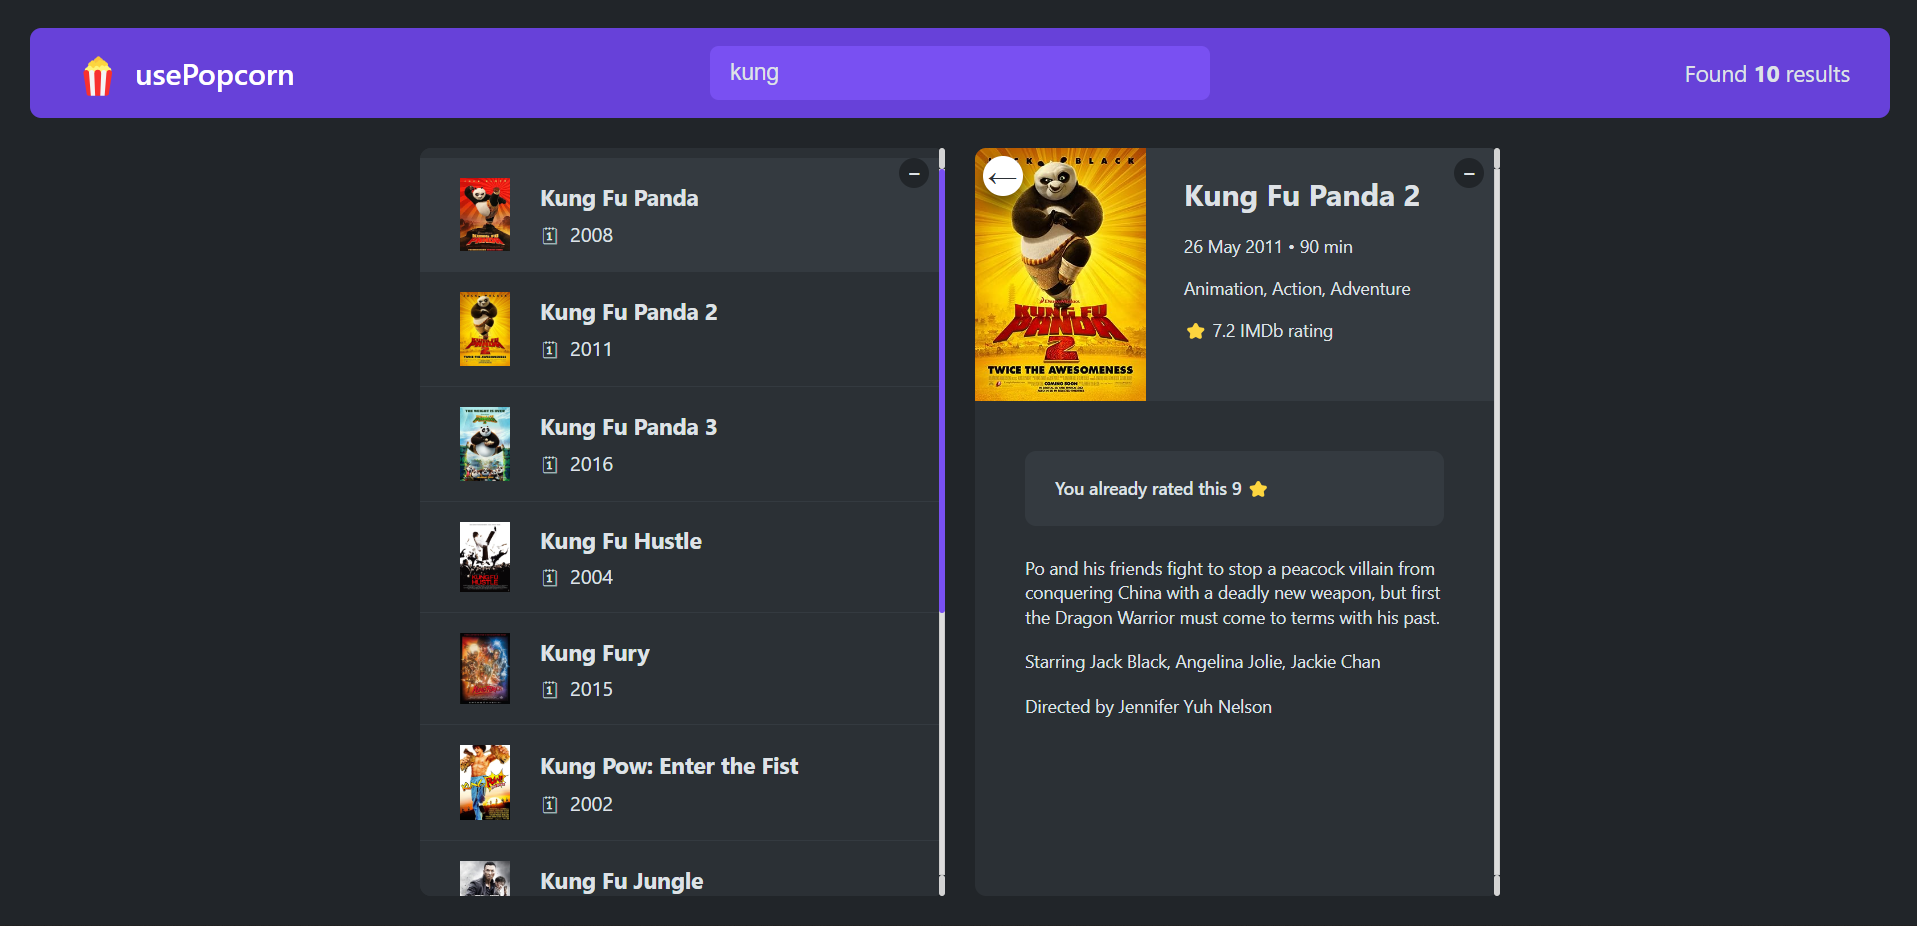 usePopcorn
kung
Found 10 results
Kung Fu Panda
2008
Kung Fu Panda 2
2011
Kung Fu Panda 3
2016
Kung Fu Hustle
2004
Kung Fury
2015
Kung Pow: Enter the Fist
2002
Kung Fu Jungle
BLACK
KUNG FU
PANDA
2
TWICE THE AWESOMENESS
COMING SOON
Kung Fu Panda 2
26 May 2011 • 90 min
Animation, Action, Adventure
7.2 IMDb rating
You already rated this 9
Po and his friends fight to stop a peacock villain from
conquering China with a deadly new weapon, but first
the Dragon Warrior must come to terms with his past.
Starring Jack Black, Angelina Jolie, Jackie Chan
Directed by Jennifer Yuh Nelson